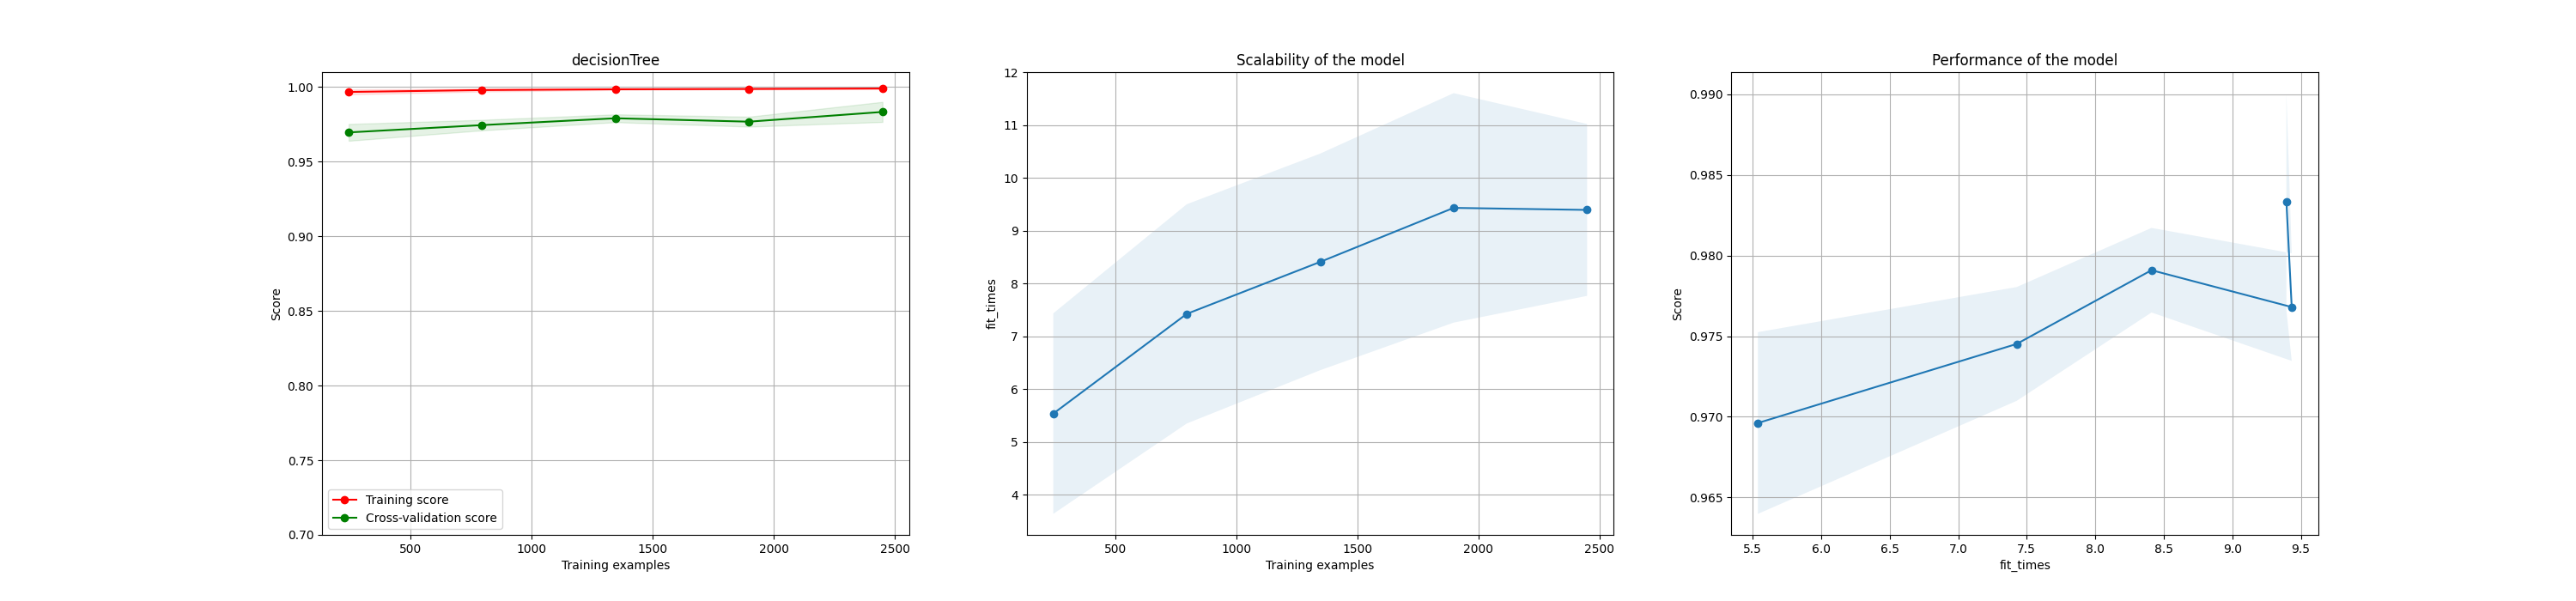 decisionTree
1.00
0.95
0.90
0.85
0.80
0.75
0.70
Score
Training score
Cross-validation score
500 1000 1500 2000 2500
Training examples
Scalability of the model
12
11
10
9
8
7
6
5
4
fit_times
500 1000 1500 2000 2500
Training examples
Performance of the model
0.990
0.985
0.980
0.975
0.970
0.965
Score
5.5 6.0 6.5 7.0 7.5 8.0 8.5 9.0 9.5
fit_times